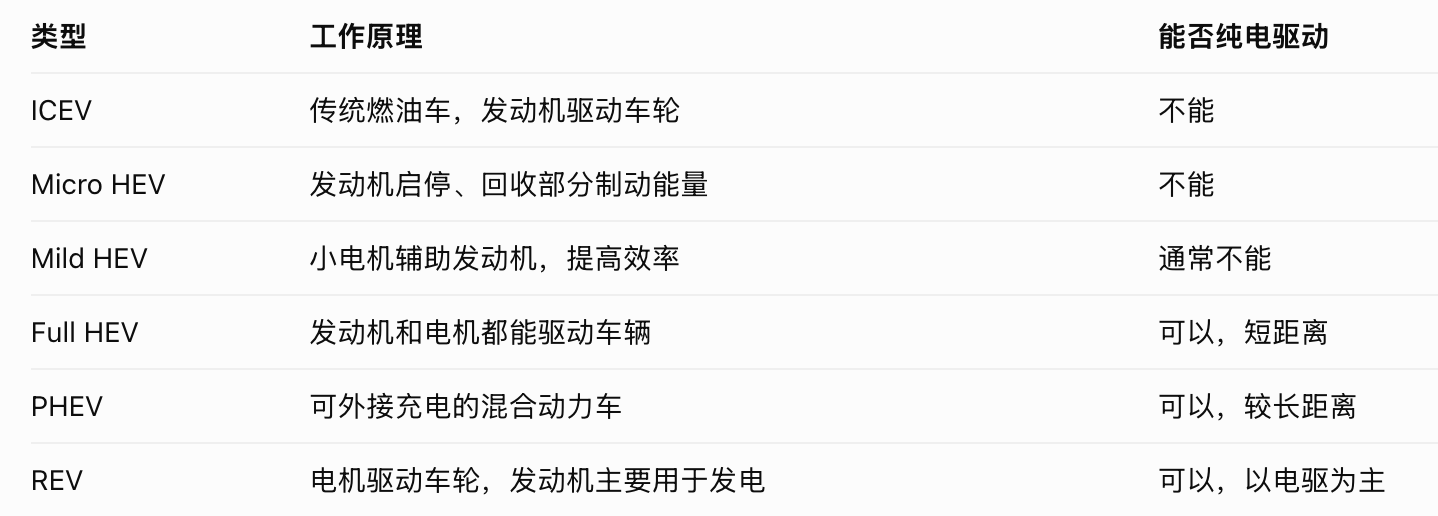 类型 工作原理 能否纯电驱动
ICEV 传统燃油车，发动机驱动车轮 不能
Micro HEV 发动机启停、回收部分制动能量 不能
Mild HEV 小电机辅助发动机，提高效率 通常不能
Full HEV 发动机和电机都能驱动车辆 可以，短距离
PHEV 可外接充电的混合动力车 可以，较长距离
REV 电机驱动车轮，发动机主要用于发电 可以，以电驱为主